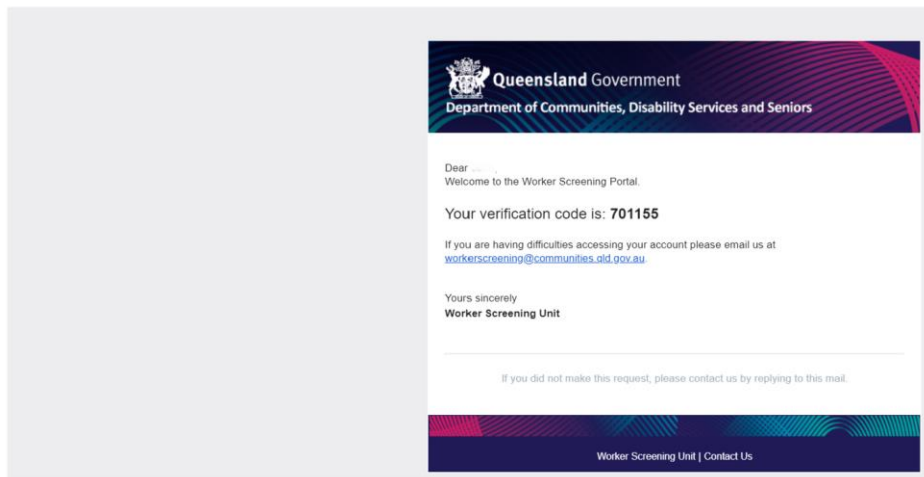 Queensland Government
Department of Communities, Disability Services and Seniors
Dear
Welcome to the Worker Screening Portal.
Your verification code is: 701155
If you are having difficulties accessing your account please email us at
workerscreening@communities.qld.gov.au.
Yours sincerely
Worker Screening Unit
If you did not make this request, please contact us by replying to this mail.
Worker Screening Unit | Contact Us